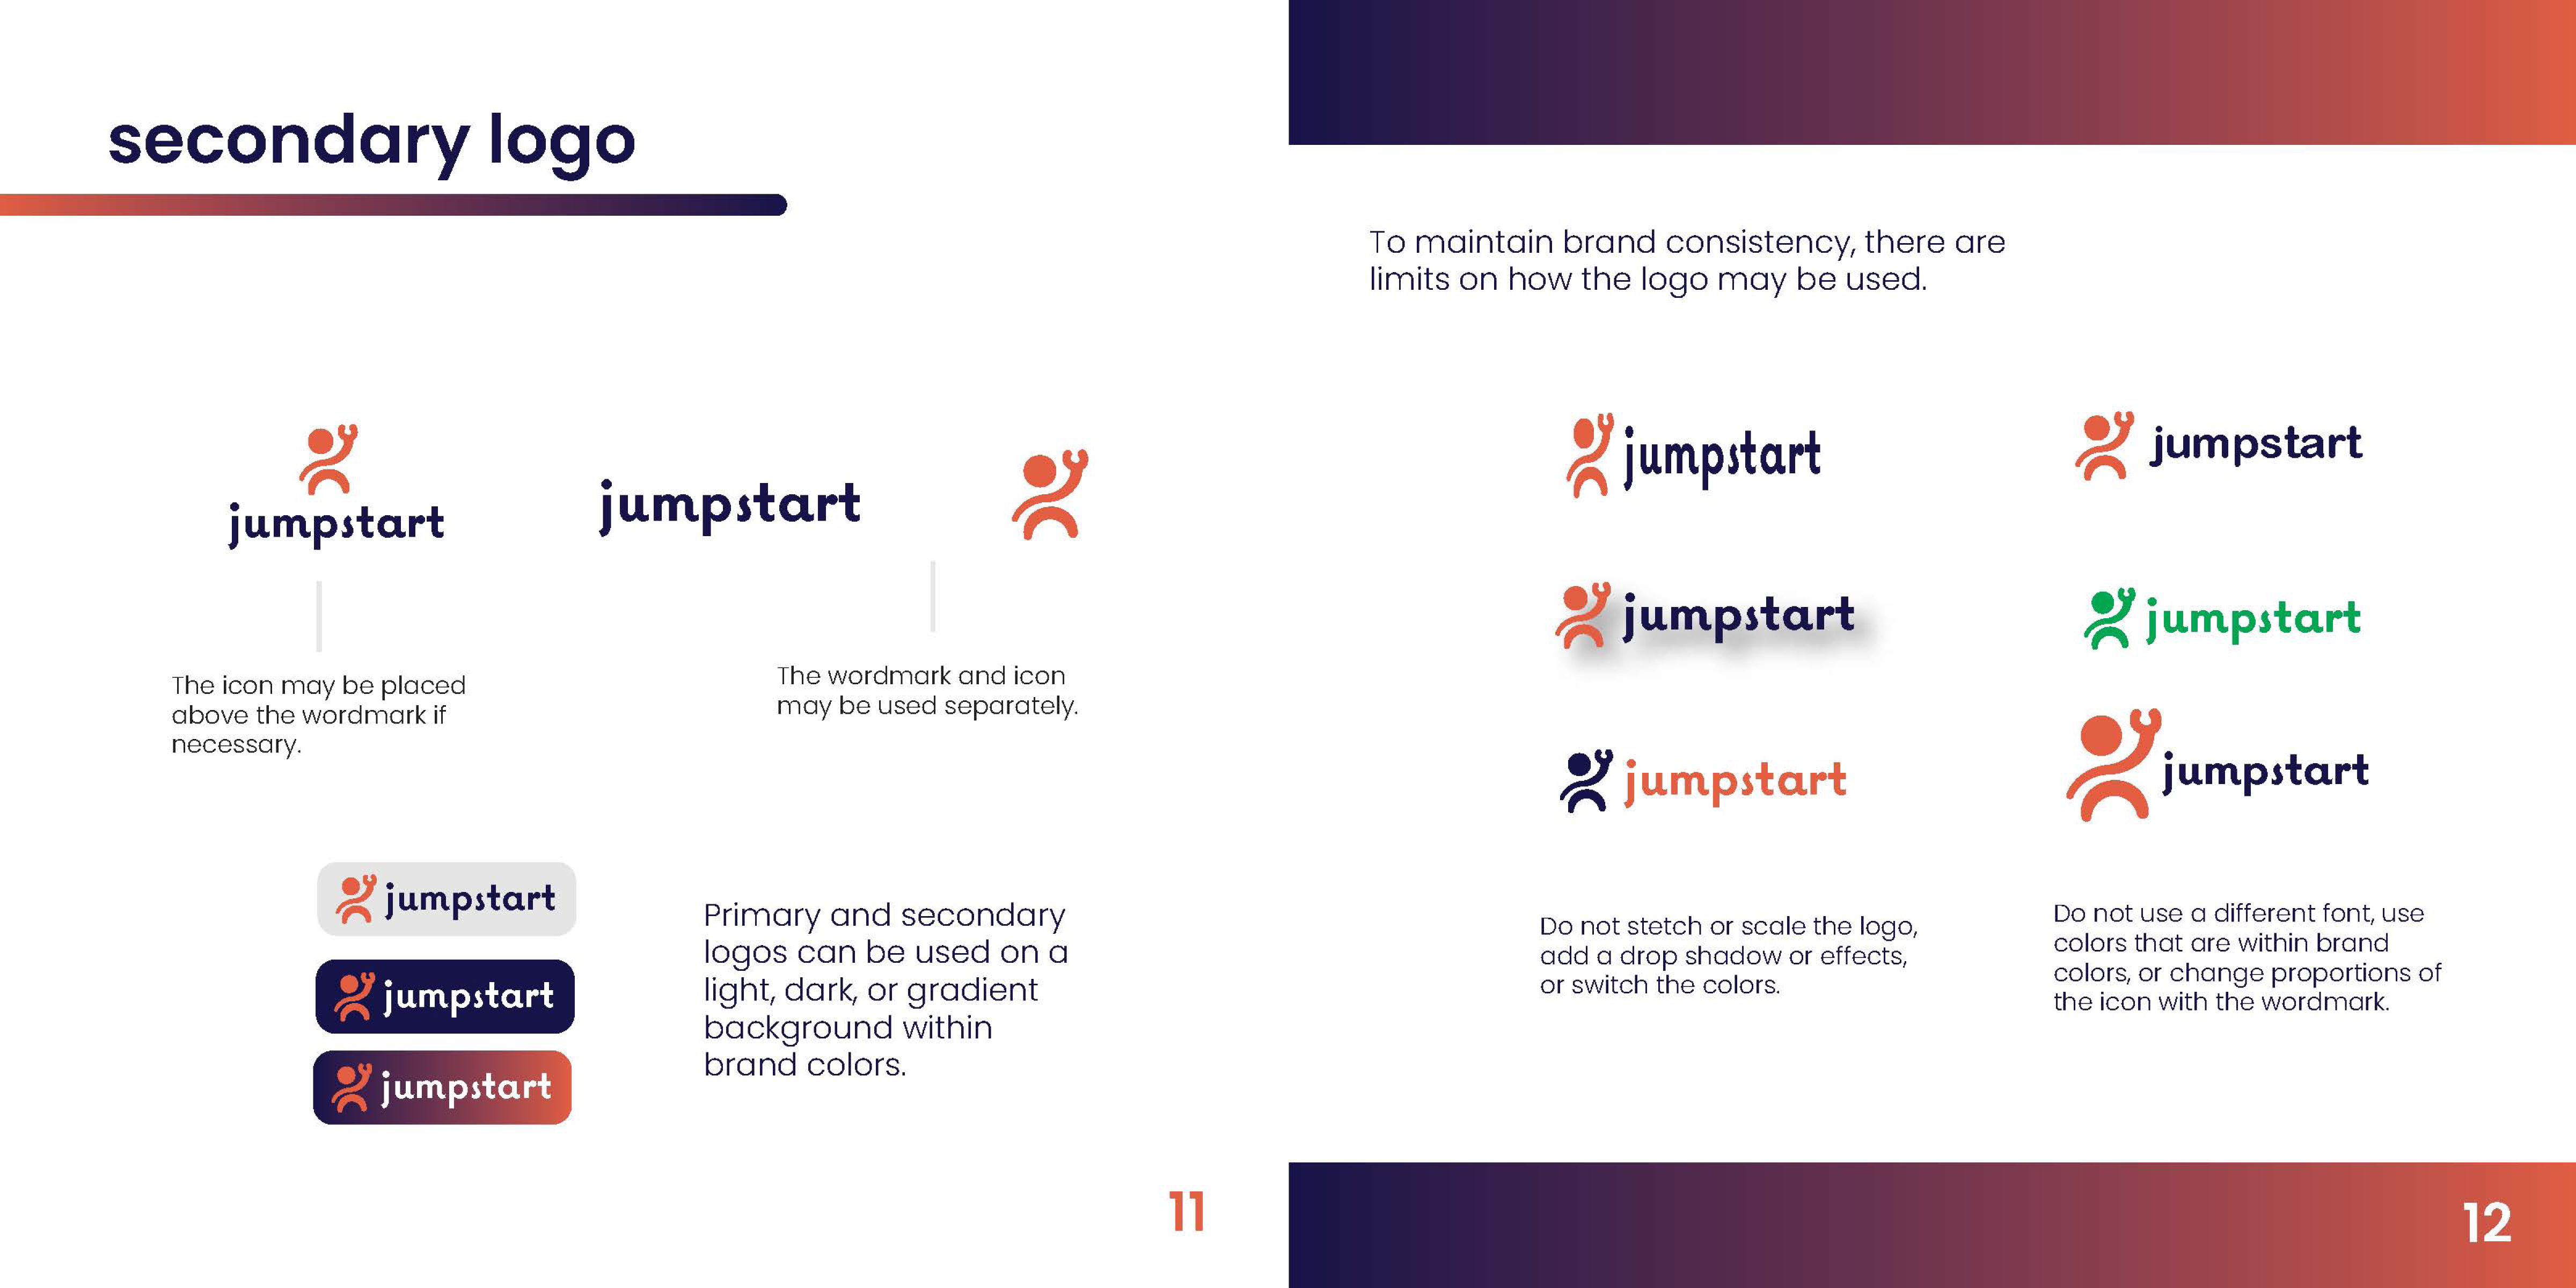 secondary logo
jumpstart
jumpstart
The icon may be placed
above the wordmark if
necessary.
The wordmark and icon
may be used separately.
jumpstart
jumpstart
jumpstart
Primary and secondary
logos can be used on a
light, dark, or gradient
background within
brand colors.
11
To maintain brand consistency, there are
limits on how the logo may be used.
jumpstart
jumpstart
jumpstart
jumpstart
jumpstart
jumpstart
Do not stetch or scale the logo,
add a drop shadow or effects,
or switch the colors.
Do not use a different font, use
colors that are within brand
colors, or change proportions of
the icon with the wordmark.
12